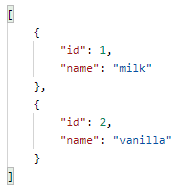 [
    {
        "id": 1,
        "name": "milk"
    },
    {
        "id": 2,
        "name": "vanilla"
    }
]